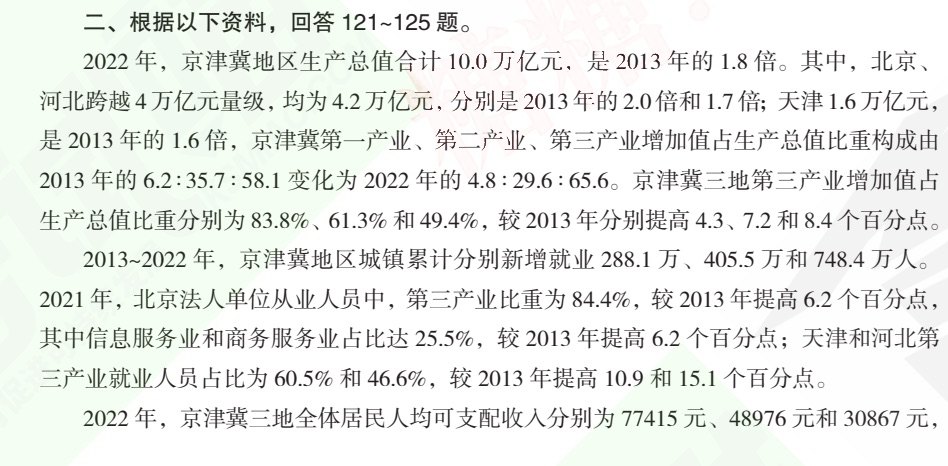 二、根据以下资料，回答 121~125 题。
2022 年，京津冀地区生产总值合计 10.0 万亿元，是 2013 年的 1.8 倍。其中，北京、
河北跨越 4 万亿元量级，均为 4.2 万亿元，分别是 2013 年的 2.0 倍和 1.7 倍；天津 1.6 万亿元，
是 2013 年的 1.6 倍，京津冀第一产业、第二产业、第三产业增加值占生产总值比重构成由
2013 年的 6.2∶35.7∶58.1 变化为 2022 年的 4.8∶29.6∶65.6。京津冀三地第三产业增加值占
生产总值比重分别为 83.8%、61.3% 和 49.4%，较 2013 年分别提高 4.3、7.2 和 8.4 个百分点。
2013~2022 年，京津冀地区城镇累计分别新增就业 288.1 万、405.5 万和 748.4 万人。
2021 年，北京法人单位从业人员中，第三产业比重为 84.4%，较 2013 年提高 6.2 个百分点，
其中信息服务业和商务服务业占比达 25.5%，较 2013 年提高 6.2 个百分点；天津和河北第
三产业就业人员占比为 60.5% 和 46.6%，较 2013 年提高 10.9 和 15.1 个百分点。
2022 年，京津冀三地全体居民人均可支配收入分别为 77415 元、48976 元和 30867 元，